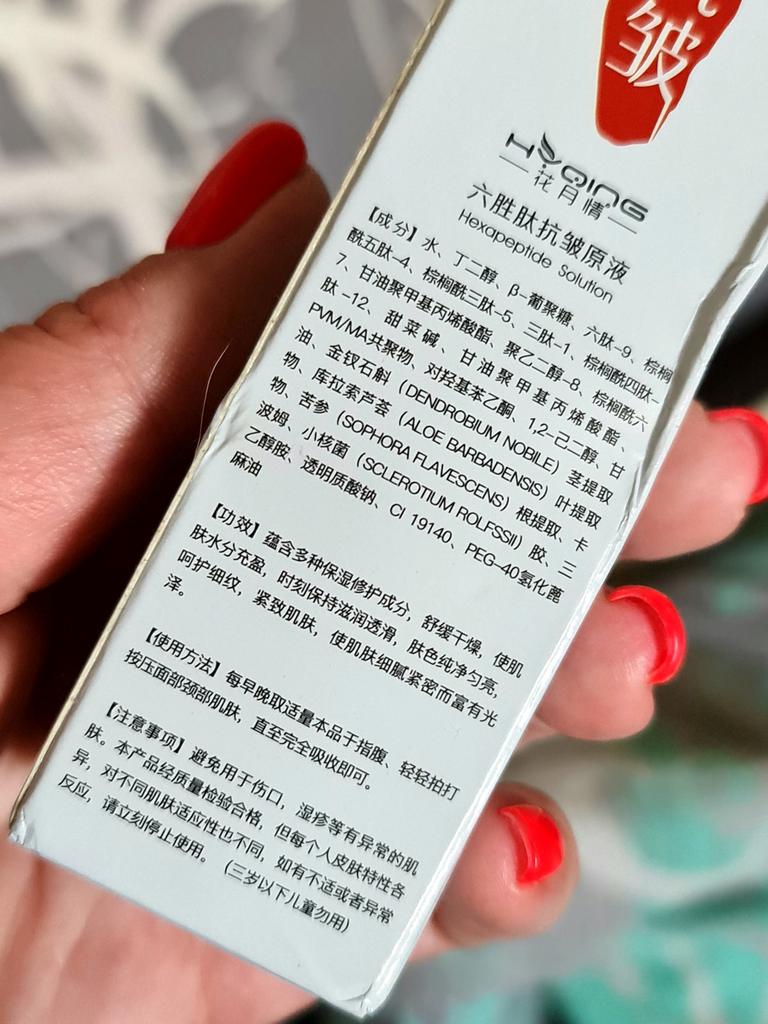 皱
HYQING
花月情
六胜肽抗皱原液
Hexapeptide Solution
【成分】水、丁二醇、β-葡聚糖、六肽-9、棕榈
酰五肽-4、棕榈酰三肽-5、三肽-1、棕榈酰四肽-
7、甘油聚甲基丙烯酸酯、聚乙二醇-8、棕榈酰六
肽-12、甜菜碱、甘油聚甲基丙烯酸酯、
PVM/MA共聚物、对羟基苯乙酮、1,2-己二醇、甘
油、金钗石斛（DENDROBIUM NOBILE）茎提取
物、库拉索芦荟（ALOE BARBADENSIS）叶提取
物、苦参（SOPHORA FLAVESCENS）根提取、卡
波姆、小核菌（SCLEROTIUM ROLFSSII）胶、三
乙醇胺、透明质酸钠、CI 19140、PEG-40氢化蓖
麻油
【功效】蕴含多种保湿修护成分，舒缓干燥，使肌
肤水分充盈，时刻保持滋润透滑，肤色纯净匀亮，
呵护细纹，紧致肌肤，使肌肤细腻紧密而富有光
泽。
【使用方法】每早晚取适量本品于指腹、轻轻拍打
按压面部颈部肌肤，直至完全吸收即可。
【注意事项】避免用于伤口，湿疹等有异常的肌
肤。本产品经质量检验合格，但每个人皮肤特性各
异，对不同肌肤适应性也不同，如有不适或者异常
反应，请立刻停止使用。（三岁以下儿童勿用）